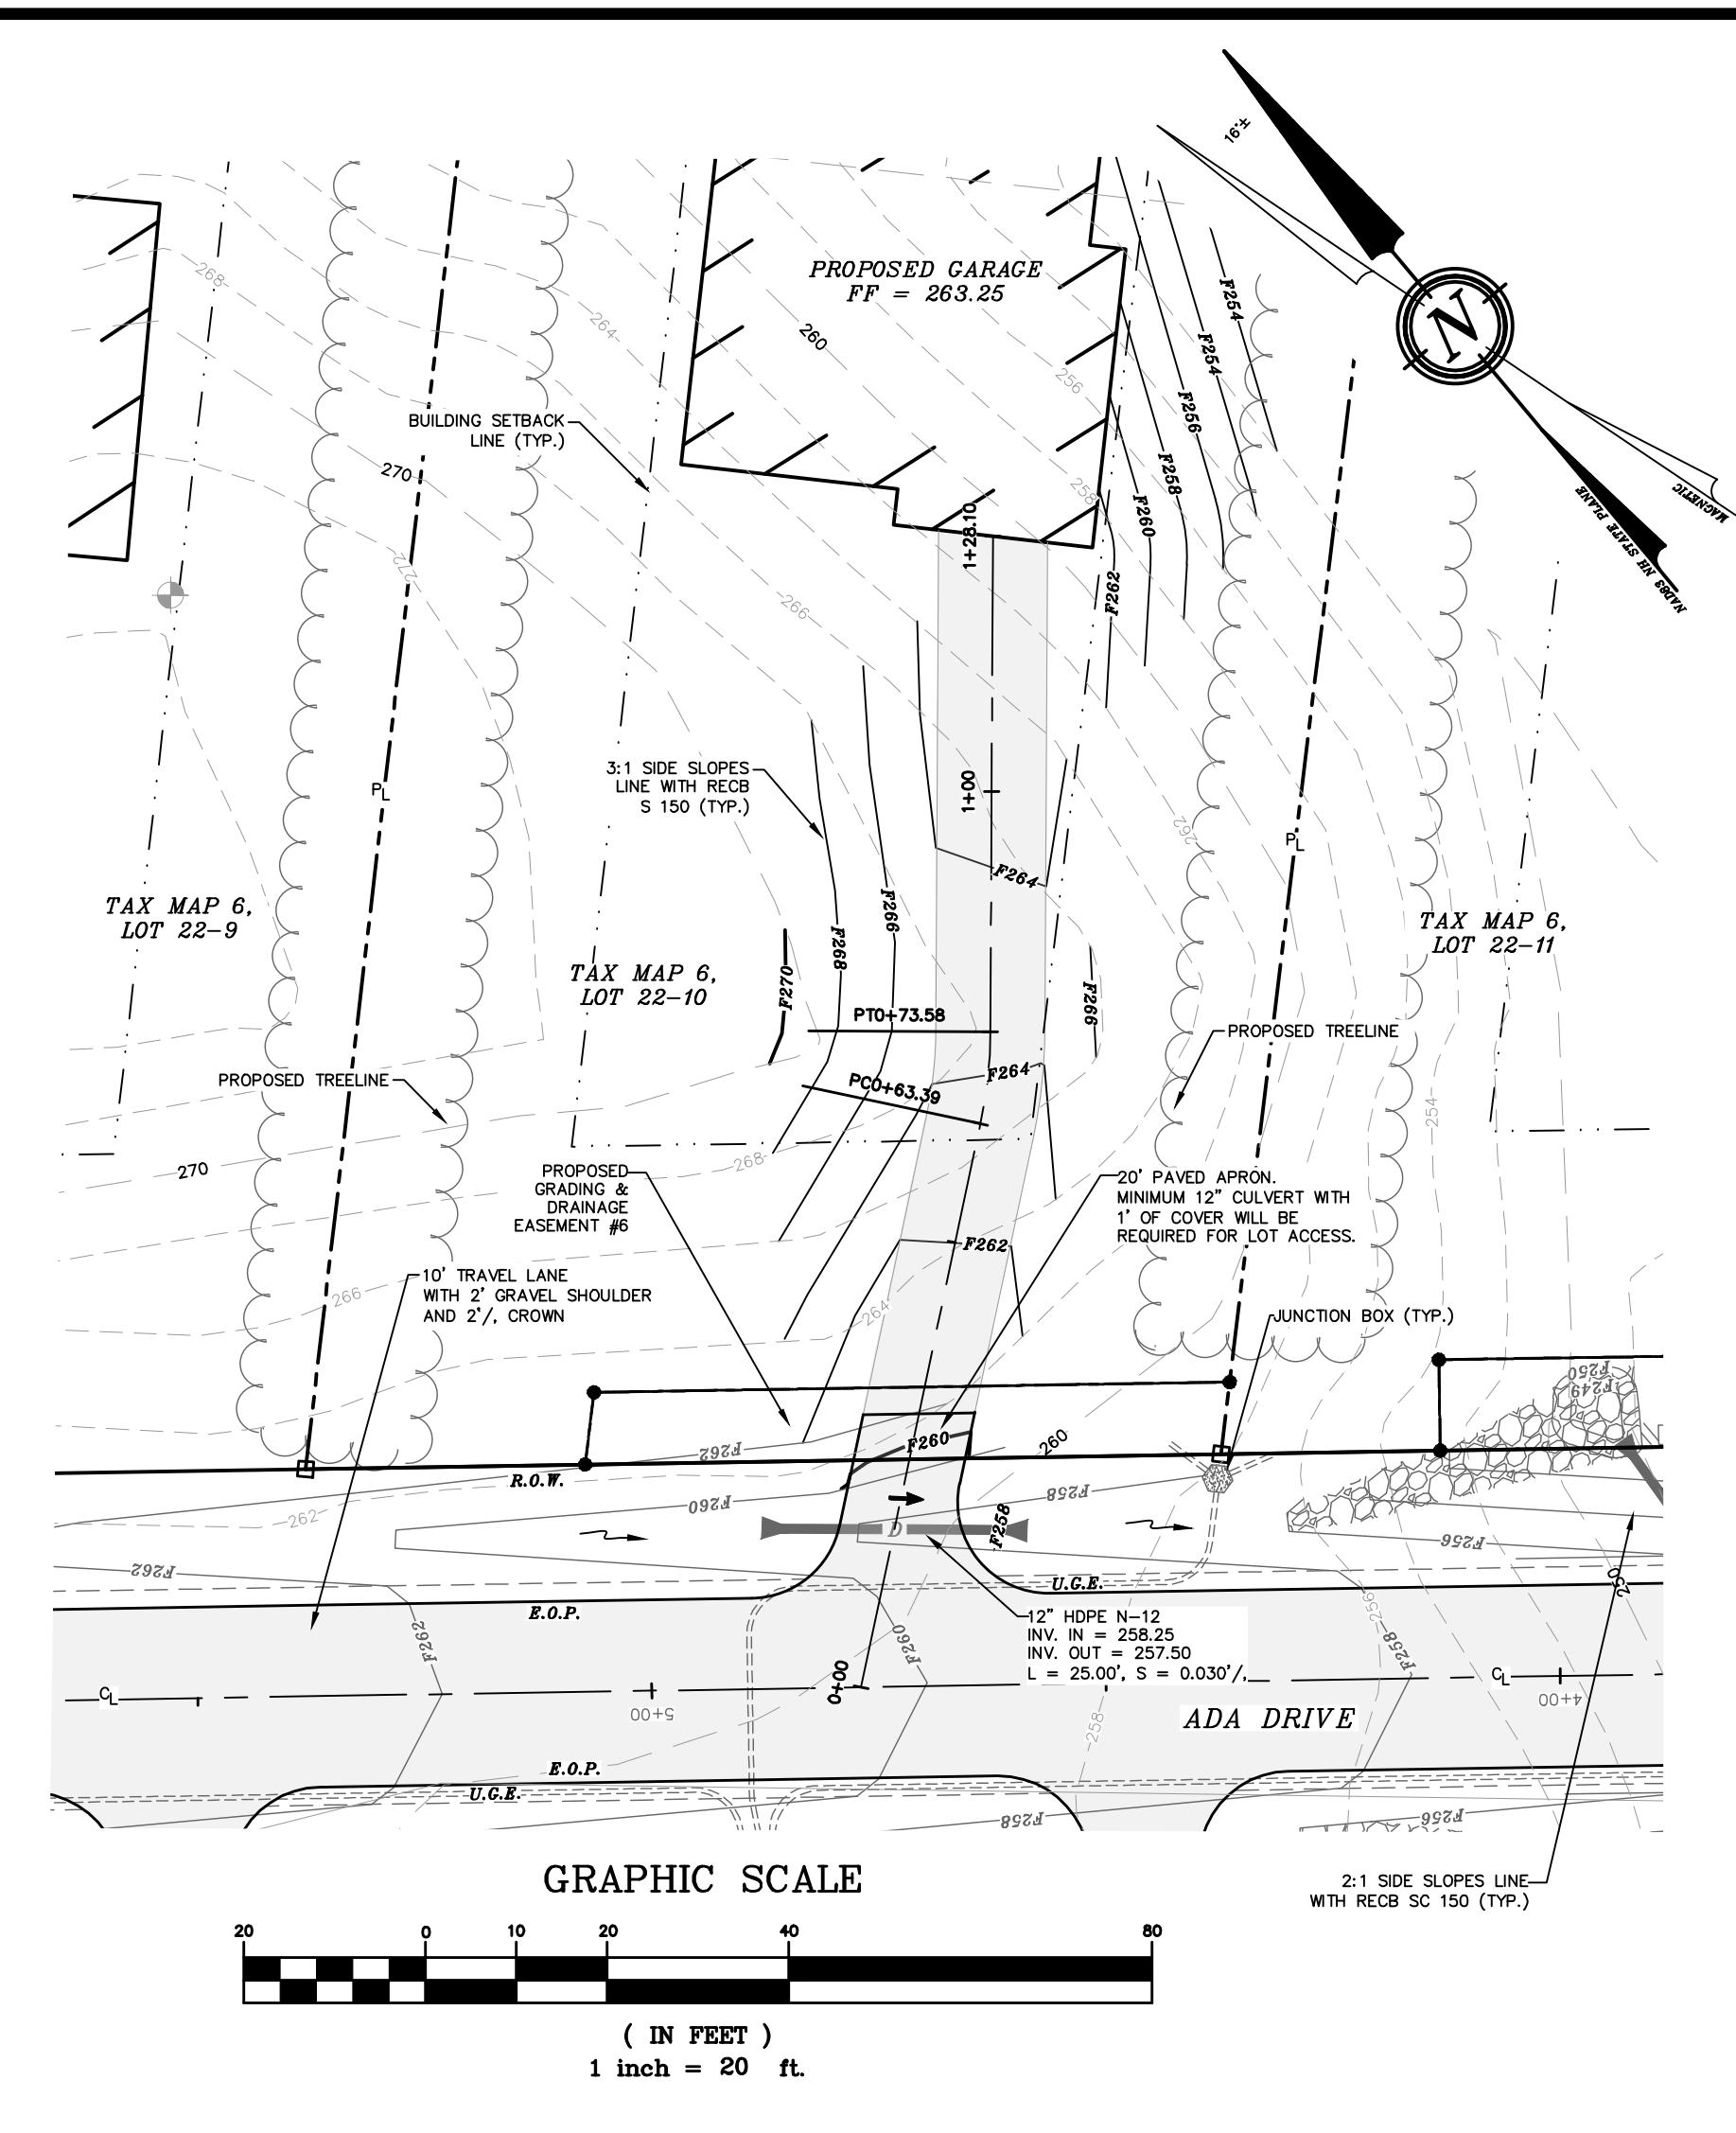 16.±
N
MAGNETIC
NAD83 NH STATE PLANE
PROPOSED GARAGE
FF = 263.25
268
264
260
256
258
F254
F254
F256
F258
F260
F262
BUILDING SETBACK
LINE (TYP.)
270
272
266
1+28.10
3:1 SIDE SLOPES
LINE WITH RECB
S 150 (TYP.)
1+00
262
PL
PL
F264
TAX MAP 6,
LOT 22-9
TAX MAP 6,
LOT 22-10
TAX MAP 6,
LOT 22-11
F270
F268
F266
F266
PT0+73.58
PROPOSED TREELINE
PROPOSED TREELINE
F264
PC0+63.39
254
270
268
PROPOSED
GRADING &
DRAINAGE
EASEMENT #6
20' PAVED APRON.
MINIMUM 12" CULVERT WITH
1' OF COVER WILL BE
REQUIRED FOR LOT ACCESS.
F262
10' TRAVEL LANE
WITH 2' GRAVEL SHOULDER
AND 2%, CROWN
266
264
JUNCTION BOX (TYP.)
F250
F249
F262
F260
260
R.O.W.
F260
F258
262
D
F258
F256
F262
250
U.G.E.
E.O.P.
12" HDPE N-12
INV. IN = 258.25
INV. OUT = 257.50
L = 25.00', S = 0.030'/,
F262
F260
256
F258
CL
0+00
5+00
258
CL
4+00
ADA DRIVE
E.O.P.
U.G.E.
F258
F256
2:1 SIDE SLOPES LINE
WITH RECB SC 150 (TYP.)
GRAPHIC SCALE
20 0 10 20 40 80
( IN FEET )
1 inch = 20 ft.